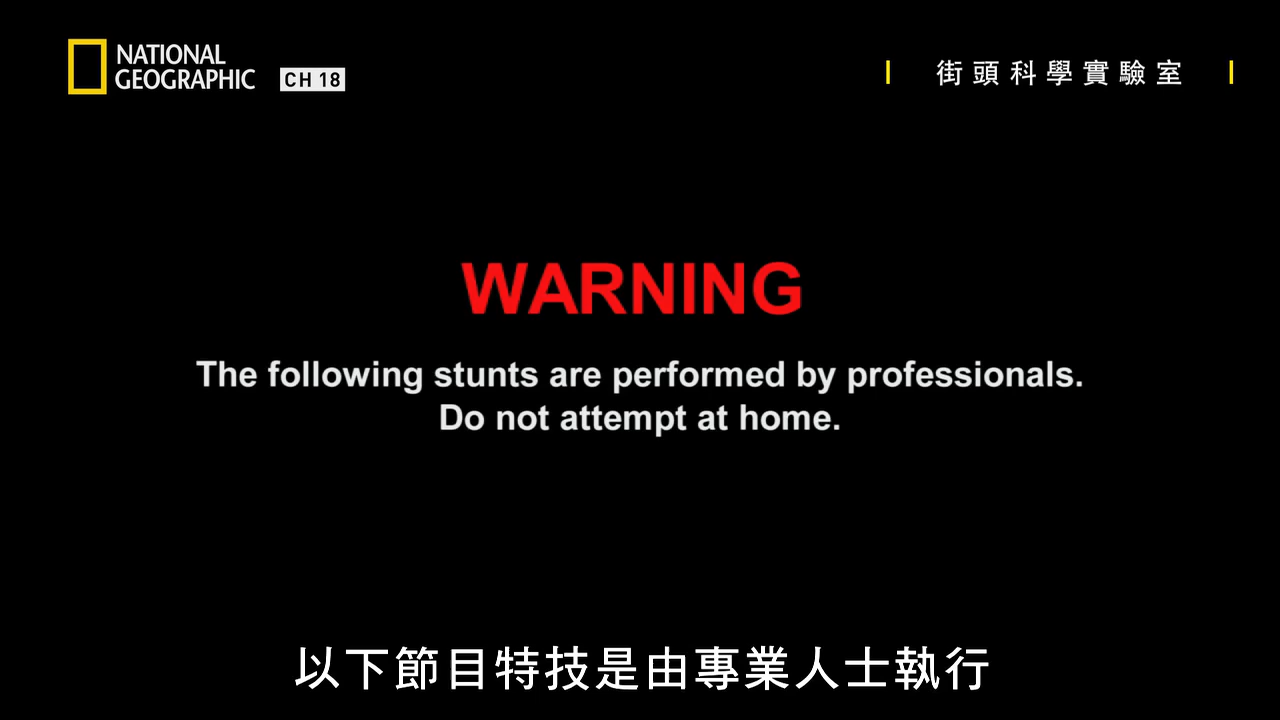 NATIONAL
GEOGRAPHIC CH 18
街頭科學實驗室
WARNING
The following stunts are performed by professionals.
Do not attempt at home.
以下節目特技是由專業人士執行